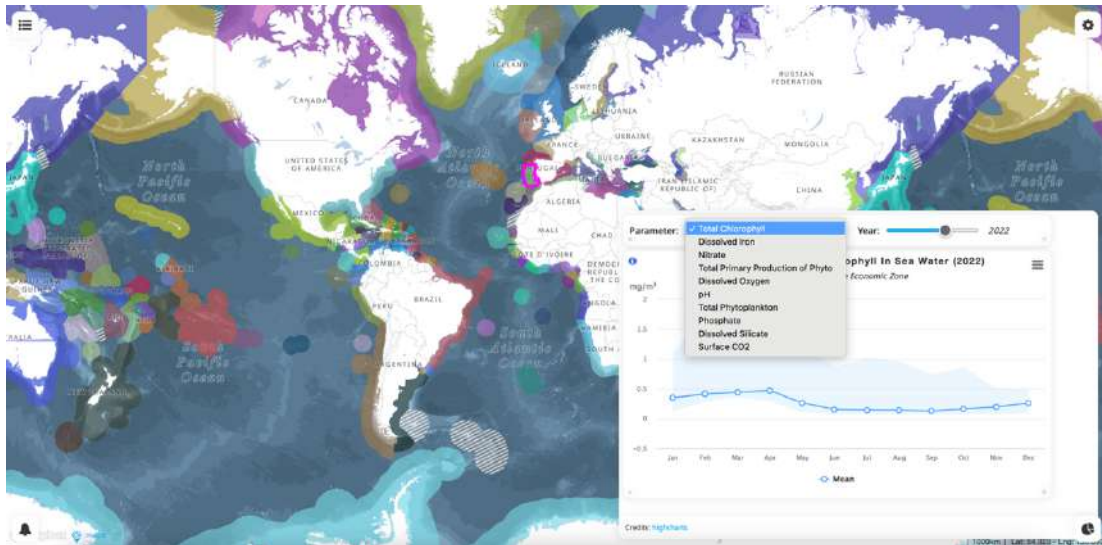 ICELAND
RUSSIAN
FEDERATION
SWEDEN
CANADA
LITHUANIA
UKRAINE
KAZAKHSTAN
MONGOLIA
FRANCE
North
Pacific
Ocean
UNITED STATES
OF AMERICA
North
North
Pacific
Ocean
JAPAN
CHINA
ALGERIA
MEXICO
MALI
CHAD
COLOMBIA
PERU
BRAZIL
South
Pacific
Ocean
South
Atlantic
Ocean
ARGENTINA
Parameter:
✓ Total Chlorophyll
Dissolved Iron
Nitrate
Total Primary Production of Phyto
Dissolved Oxygen
pH
Total Phytoplankton
Phosphate
Dissolved Silicate
Surface CO2
Year:
2022
ophyll In Sea Water (2022)
e Economic Zone
mg/m³
2
1.5
1
0.5
0
-0.5
Jan Feb Mar Apr May Jun Jul Aug Sep Oct Nov Dec
Mean
Credits: highcharts